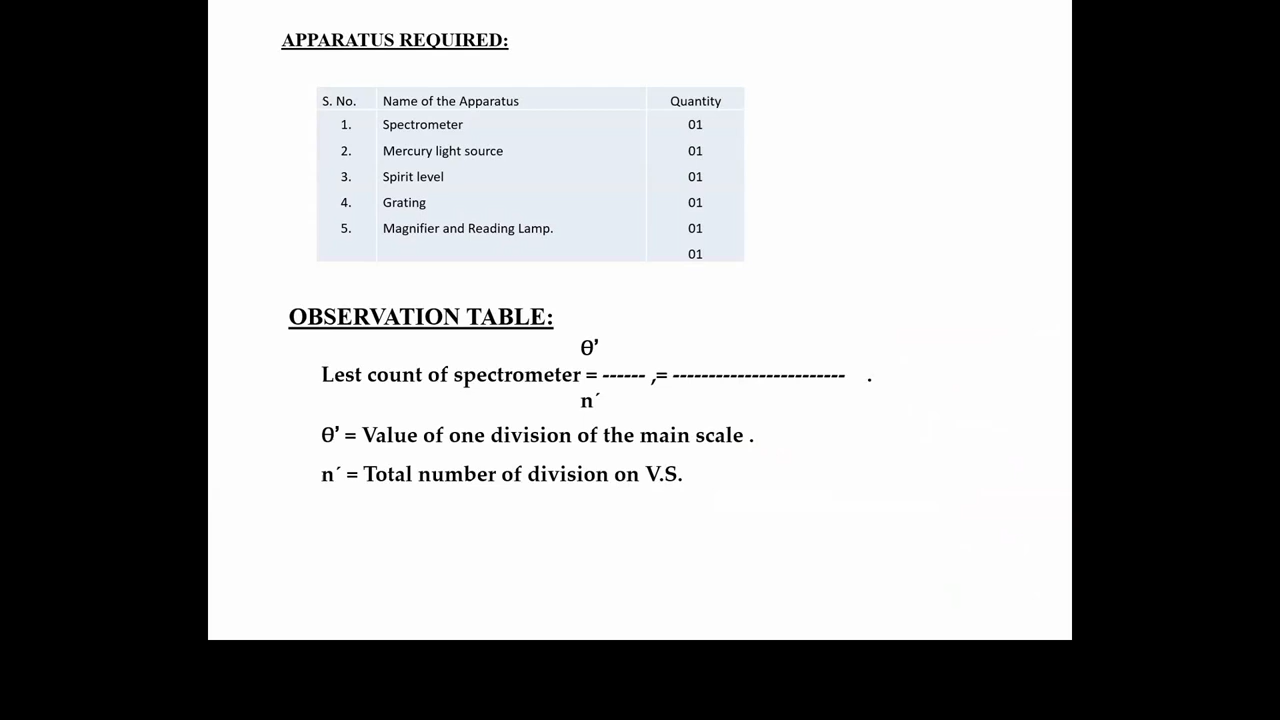 APPARATUS REQUIRED:
S. No. Name of the Apparatus Quantity
1. Spectrometer 01
2. Mercury light source 01
3. Spirit level 01
4. Grating 01
5. Magnifier and Reading Lamp. 01
01
OBSERVATION TABLE:
θ’
Lest count of spectrometer = ------ ,= ------------------------ .
n´
θ’ = Value of one division of the main scale .
n´ = Total number of division on V.S.